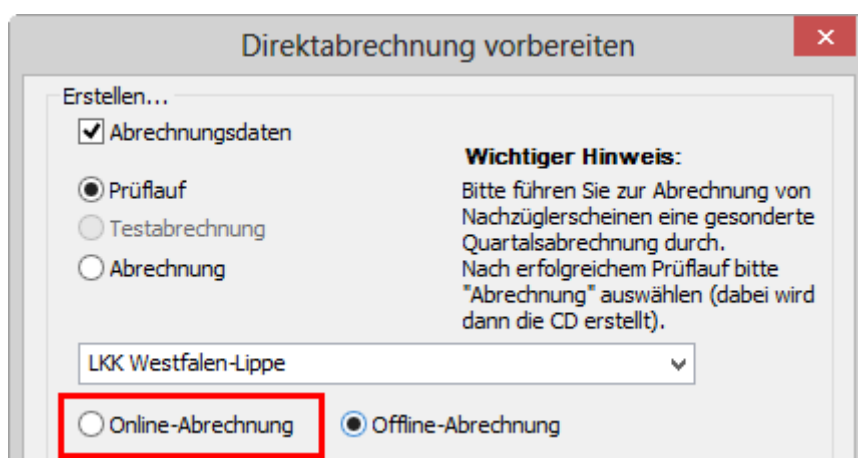 Direktabrechnung vorbereiten
Erstellen...
Abrechnungsdaten
Prüflauf
Testabrechnung
Abrechnung
Wichtiger Hinweis:
Bitte führen Sie zur Abrechnung von
Nachzüglerscheinen eine gesonderte
Quartalsabrechnung durch.
Nach erfolgreichem Prüflauf bitte
"Abrechnung" auswählen (dabei wird
dann die CD erstellt).
LKK Westfalen-Lippe
Online-Abrechnung Offline-Abrechnung